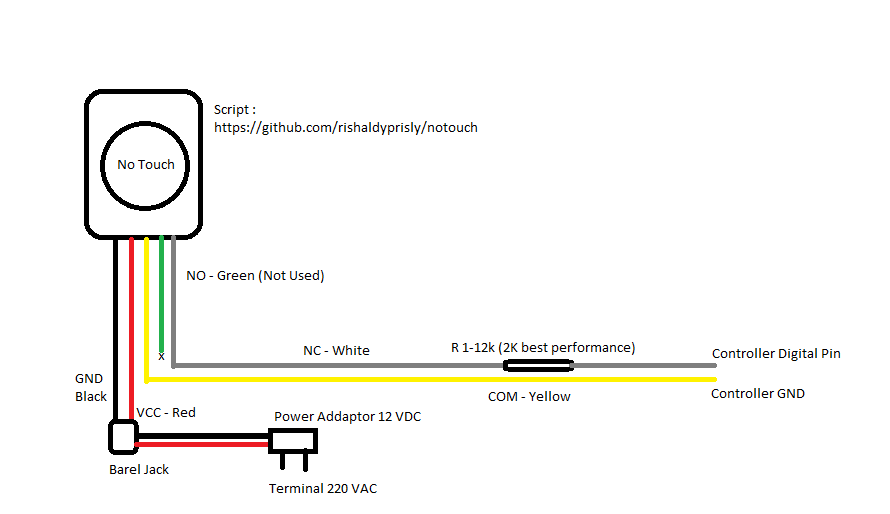 Script :
https://github.com/rishaldyprisly/notouch
No Touch
NO - Green (Not Used)
x
NC - White
R 1-12k (2K best performance)
Controller Digital Pin
GND
Black
COM - Yellow
Controller GND
VCC - Red
Power Addaptor 12 VDC
Barel Jack
Terminal 220 VAC